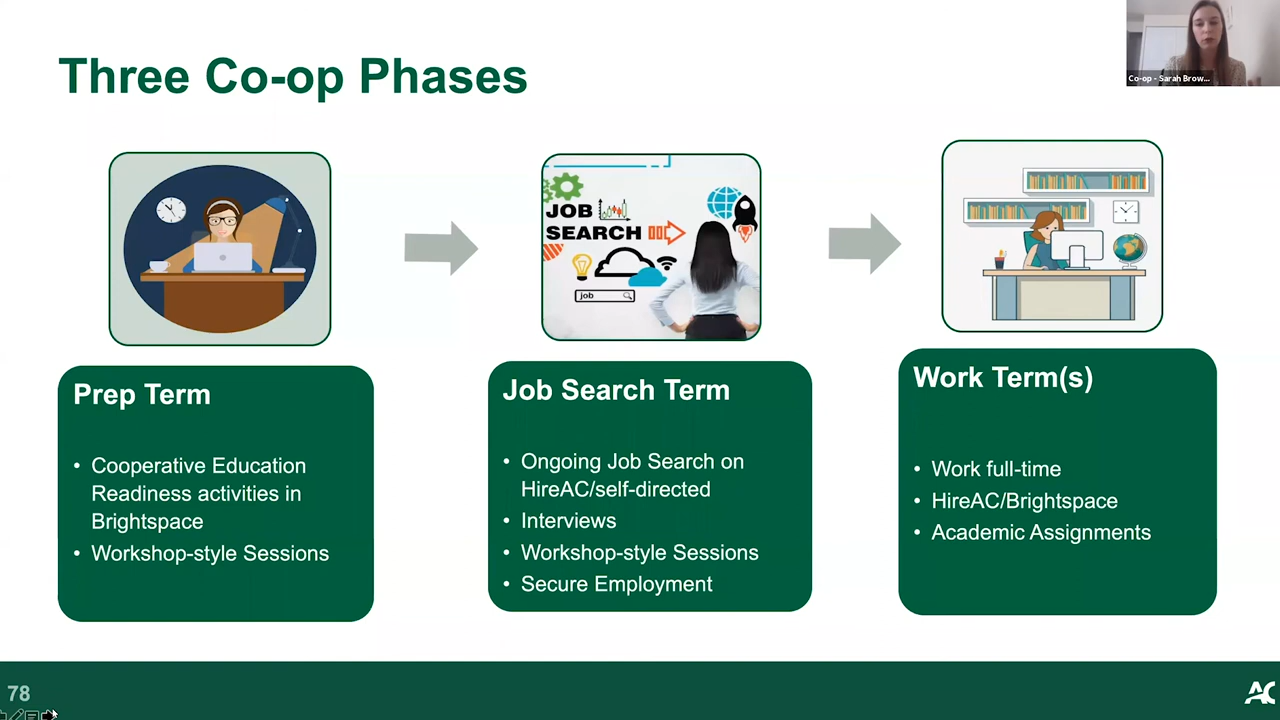 Three Co-op Phases
Co-op - Sarah Brow...
JOB
SEARCH
job
Prep Term
• Cooperative Education
Readiness activities in
Brightspace
• Workshop-style Sessions
Job Search Term
• Ongoing Job Search on
HireAC/self-directed
• Interviews
• Workshop-style Sessions
• Secure Employment
Work Term(s)
• Work full-time
• HireAC/Brightspace
• Academic Assignments
78
AC